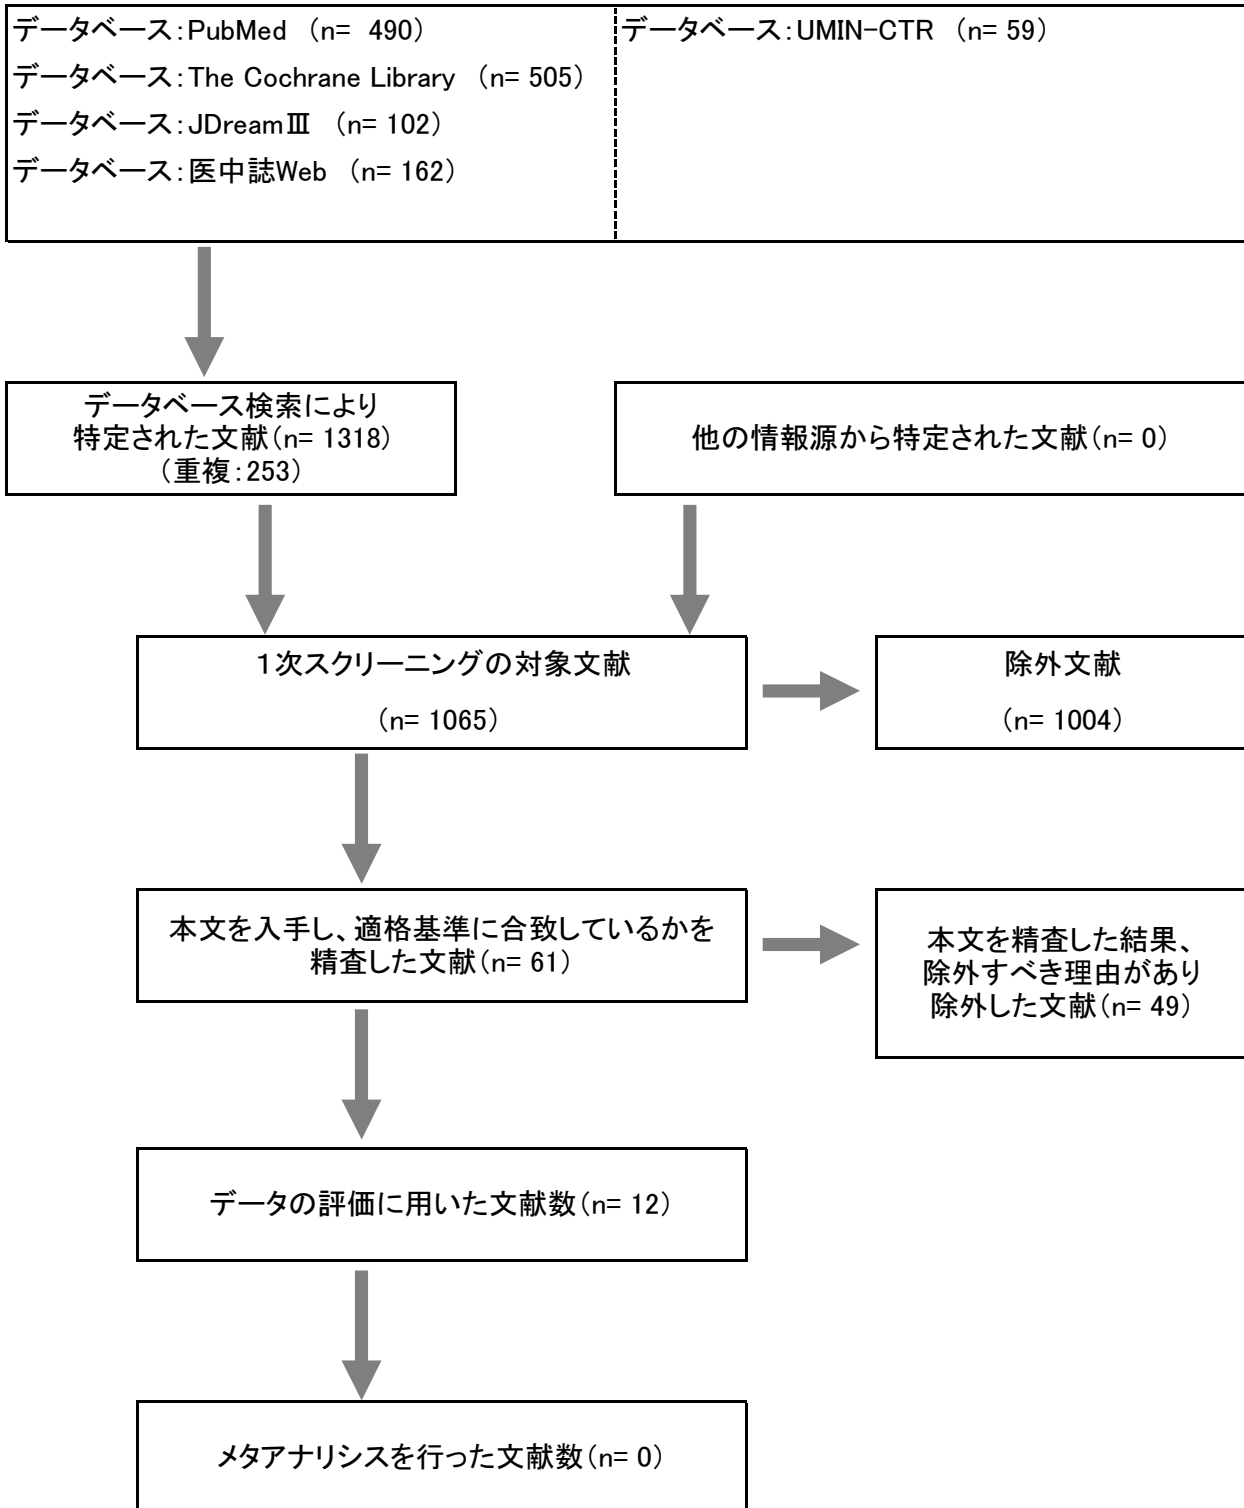 データベース：PubMed （n= 490）
データベース：The Cochrane Library （n= 505）
データベース：JDreamⅢ （n= 102）
データベース：医中誌Web （n= 162）
データベース：UMIN-CTR （n= 59）
データベース検索により
特定された文献（n= 1318）
（重複：253）
他の情報源から特定された文献（n= 0）
１次スクリーニングの対象文献
（n= 1065）
除外文献
（n= 1004）
本文を入手し、適格基準に合致しているかを
精査した文献（n= 61）
本文を精査した結果、
除外すべき理由があり
除外した文献（n= 49）
データの評価に用いた文献数（n= 12）
メタアナリシスを行った文献数（n= 0）